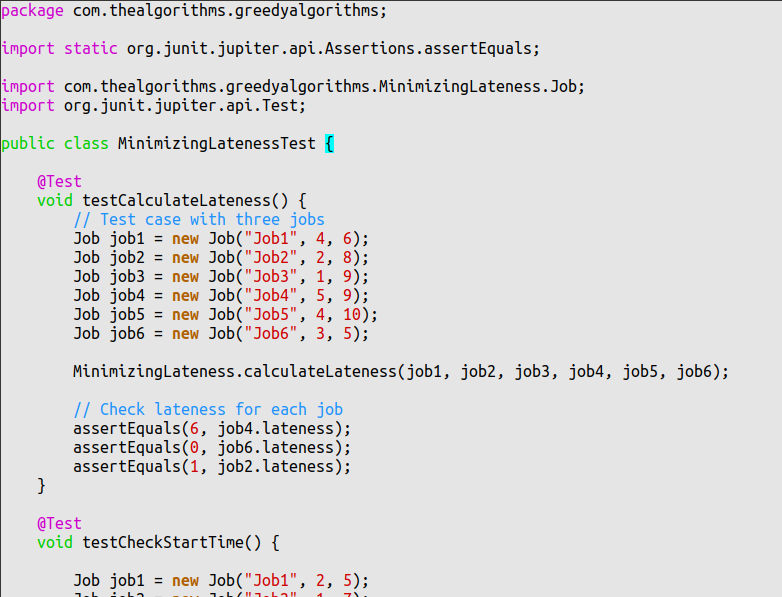 package com.thealgorithms.greedyalgorithms;
import static org.junit.jupiter.api.Assertions.assertEquals;
import com.thealgorithms.greedyalgorithms.MinimizingLateness.Job;
import org.junit.jupiter.api.Test;
public class MinimizingLatenessTest {
@Test
void testCalculateLateness() {
// Test case with three jobs
Job job1 = new Job("Job1", 4, 6);
Job job2 = new Job("Job2", 2, 8);
Job job3 = new Job("Job3", 1, 9);
Job job4 = new Job("Job4", 5, 9);
Job job5 = new Job("Job5", 4, 10);
Job job6 = new Job("Job6", 3, 5);
MinimizingLateness.calculateLateness(job1, job2, job3, job4, job5, job6);
// Check lateness for each job
assertEquals(6, job4.lateness);
assertEquals(0, job6.lateness);
assertEquals(1, job2.lateness);
}
@Test
void testCheckStartTime() {
Job job1 = new Job("Job1", 2, 5);